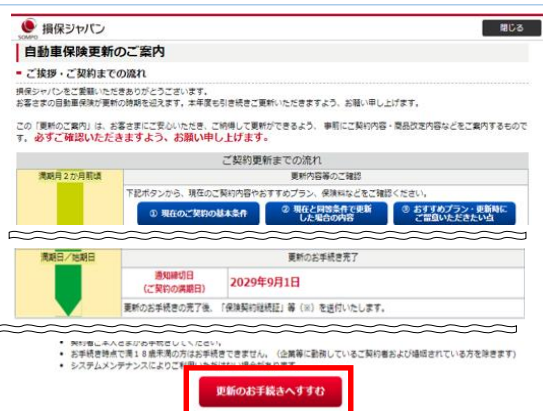 SOMPO 損保ジャパン
閉じる
自動車保険更新のご案内
ご挨拶・ご契約までの流れ
損保ジャパンをご愛顧いただきありがとうございます。
お客さまの自動車保険が更新の時期を迎えます。本年度も引き続きご更新いただきますよう、お願い申し上げます。
この「更新のご案内」は、お客さまにご安心いただき、ご納得して更新ができるよう、 事前にご契約内容・商品改定内容などをご案内するもので
す。必ずご確認いただきますよう、お願い申し上げます。
ご契約更新までの流れ
満期月2か月前頃
更新内容等のご確認
下記ボタンから、現在のご契約内容やおすすめプラン、保険料などをご確認ください。
① 現在のご契約の基本条件
② 現在と同等条件で更新
した場合の内容
③ おすすめプラン・更新時に
ご留意いただきたい点
満期日／始期日
更新のお手続き完了
通知締切日
(ご契約の満期日)
2029年9月1日
更新のお手続きの完了後、「保険契約継続証」等（※）を送付いたします。
契約者ご本人さまがお手続きしてください。
お手続き時点で満18歳未満の方はお手続きできません。（企業等に勤務しているご契約者および婚姻されている方を除きます）
システムメンテナンスによりご利用いただけない場合があります。
更新のお手続きへすすむ